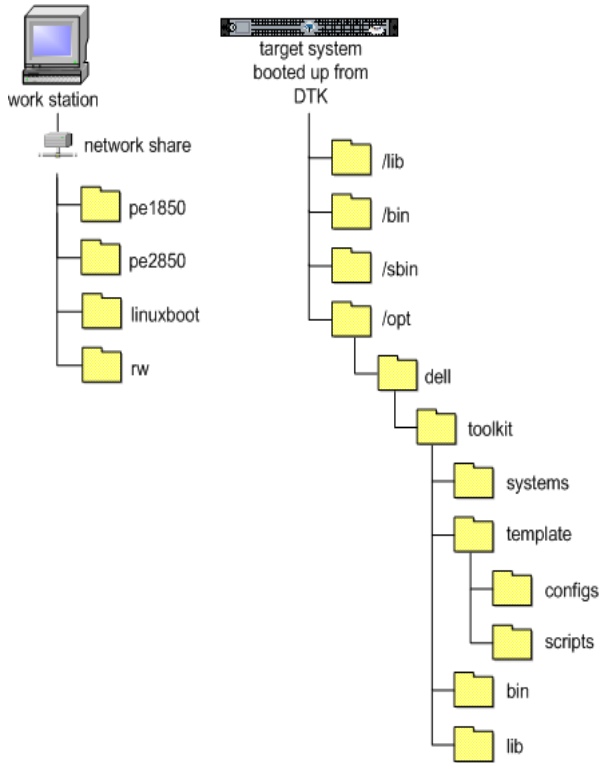 work station
network share
pe1850
pe2850
linuxboot
rw
target system
booted up from
DTK
/lib
/bin
/sbin
/opt
dell
toolkit
systems
template
configs
scripts
bin
lib